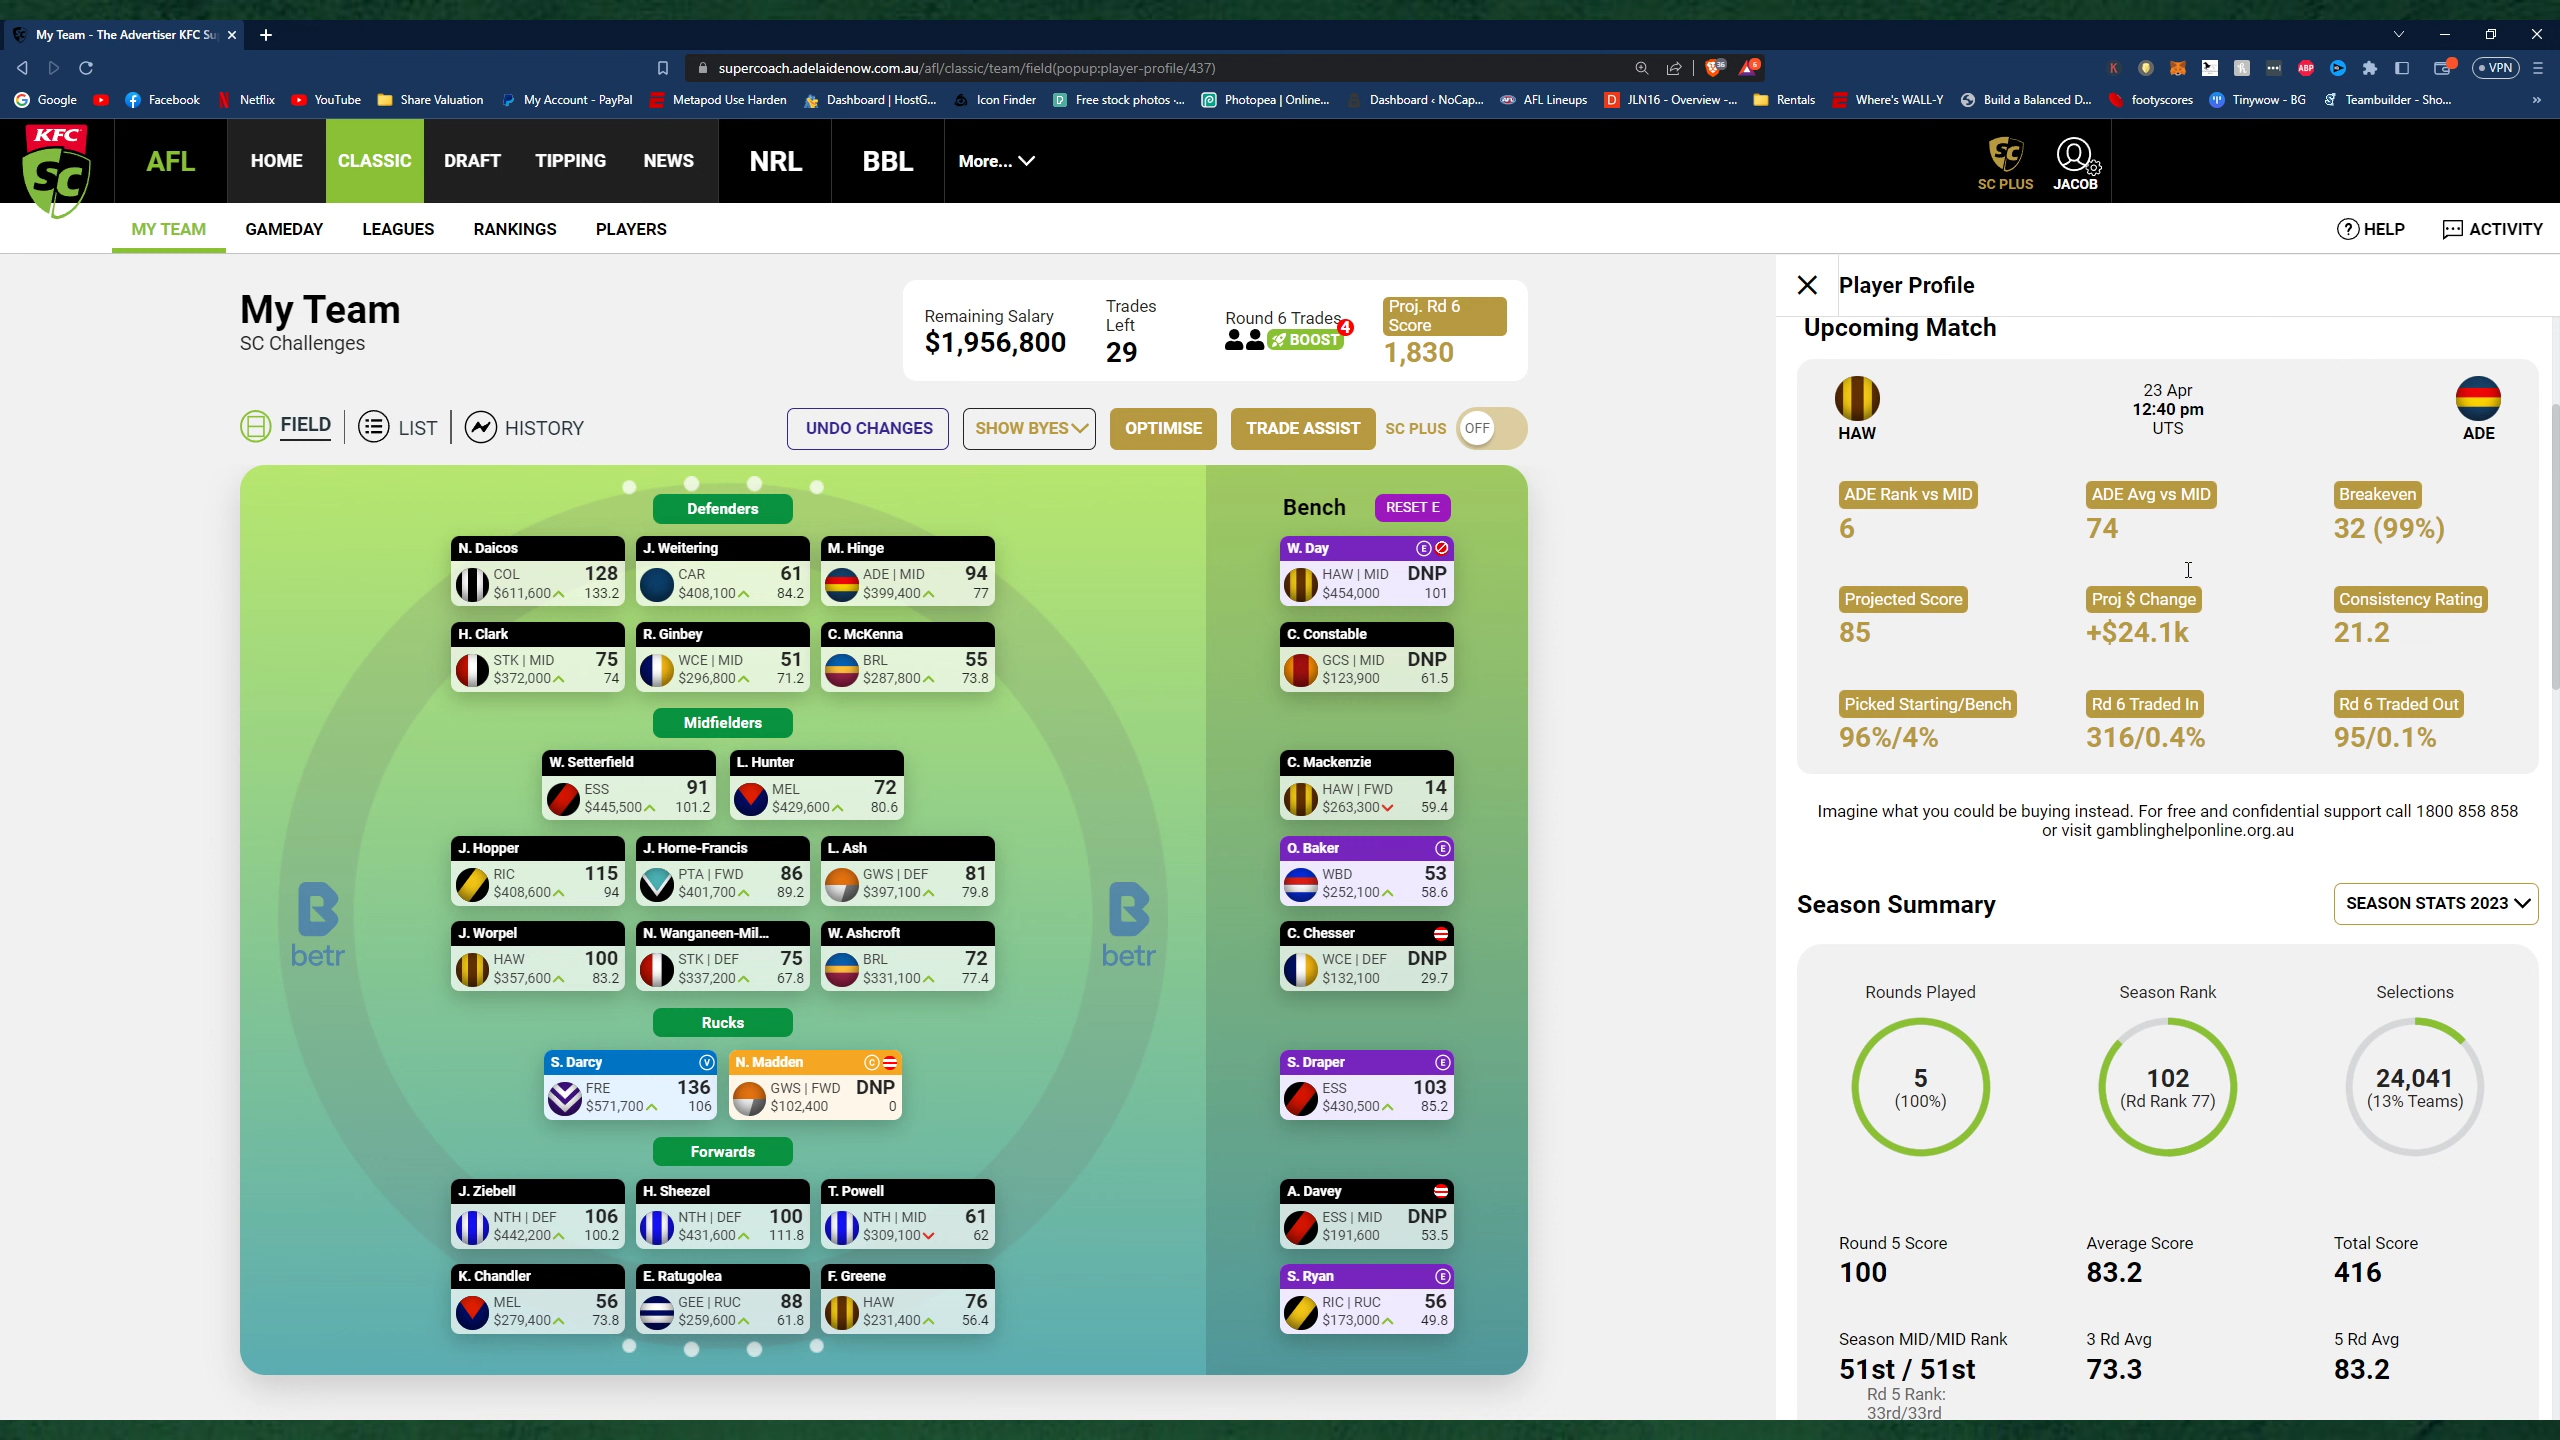 My Team - The Advertiser KFC Su
supercoach.adelaidenow.com.au/afl/classic/team/field(popup:player-profile/437)
VPN
Google
Facebook
Netflix
YouTube
Share Valuation
My Account - PayPal
Metapod Use Harden
Dashboard | HostG...
Icon Finder
Free stock photos -...
Photopea | Online...
Dashboard ‹ NoCap...
AFL Lineups
JLN16 - Overview -...
Rentals
Where's WALL-Y
Build a Balanced D...
footyscores
Tinywow - BG
Teambuilder - Sho...
KFC
SC
AFL
HOME
CLASSIC
DRAFT
TIPPING
NEWS
NRL
BBL
More...
SC PLUS
JACOB
MY TEAM
GAMEDAY
LEAGUES
RANKINGS
PLAYERS
HELP
ACTIVITY
My Team
SC Challenges
Remaining Salary
$1,956,800
Trades
Left
29
Round 6 Trades
BOOST
4
Proj. Rd 6
Score
1,830
FIELD
LIST
HISTORY
UNDO CHANGES
SHOW BYES
OPTIMISE
TRADE ASSIST
SC PLUS
OFF
Defenders
Bench
RESET E
N. Daicos
COL 128
$611,600 133.2
J. Weitering
CAR 61
$408,100 84.2
M. Hinge
ADE | MID 94
$399,400 77
W. Day E
HAW | MID DNP
$454,000 101
H. Clark
STK | MID 75
$372,000 74
R. Ginbey
WCE | MID 51
$296,800 71.2
C. McKenna
BRL 55
$287,800 73.8
C. Constable
GCS | MID DNP
$123,900 61.5
Midfielders
W. Setterfield
ESS 91
$445,500 101.2
L. Hunter
MEL 72
$429,600 80.6
C. Mackenzie
HAW | FWD 14
$263,300 59.4
J. Hopper
RIC 115
$408,600 94
J. Horne-Francis
PTA | FWD 86
$401,700 89.2
L. Ash
GWS | DEF 81
$397,100 79.8
O. Baker E
WBD 53
$252,100 58.6
J. Worpel
HAW 100
$357,600 83.2
N. Wanganeen-Mil...
STK | DEF 75
$337,200 67.8
W. Ashcroft
BRL 72
$331,100 77.4
C. Chesser
WCE | DEF DNP
$132,100 29.7
betr
betr
Rucks
S. Darcy V
FRE 136
$571,700 106
N. Madden C
GWS | FWD DNP
$102,400 0
S. Draper E
ESS 103
$430,500 85.2
Forwards
J. Ziebell
NTH | DEF 106
$442,200 100.2
H. Sheezel
NTH | DEF 100
$431,600 111.8
T. Powell
NTH | MID 61
$309,100 62
A. Davey
ESS | MID DNP
$191,600 53.5
K. Chandler
MEL 56
$279,400 73.8
E. Ratugolea
GEE | RUC 88
$259,600 61.8
F. Greene
HAW 76
$231,400 56.4
S. Ryan E
RIC | RUC 56
$173,000 49.8
Player Profile
Upcoming Match
HAW
23 Apr
12:40 pm
UTS
ADE
ADE Rank vs MID
6
ADE Avg vs MID
74
Breakeven
32 (99%)
Projected Score
85
Proj $ Change
+$24.1k
Consistency Rating
21.2
Picked Starting/Bench
96%/4%
Rd 6 Traded In
316/0.4%
Rd 6 Traded Out
95/0.1%
Imagine what you could be buying instead. For free and confidential support call 1800 858 858
or visit gamblinghelponline.org.au
Season Summary
SEASON STATS 2023
Rounds Played
5
(100%)
Season Rank
102
(Rd Rank 77)
Selections
24,041
(13% Teams)
Round 5 Score
100
Average Score
83.2
Total Score
416
Season MID/MID Rank
51st / 51st
Rd 5 Rank:
33rd/33rd
3 Rd Avg
73.3
5 Rd Avg
83.2